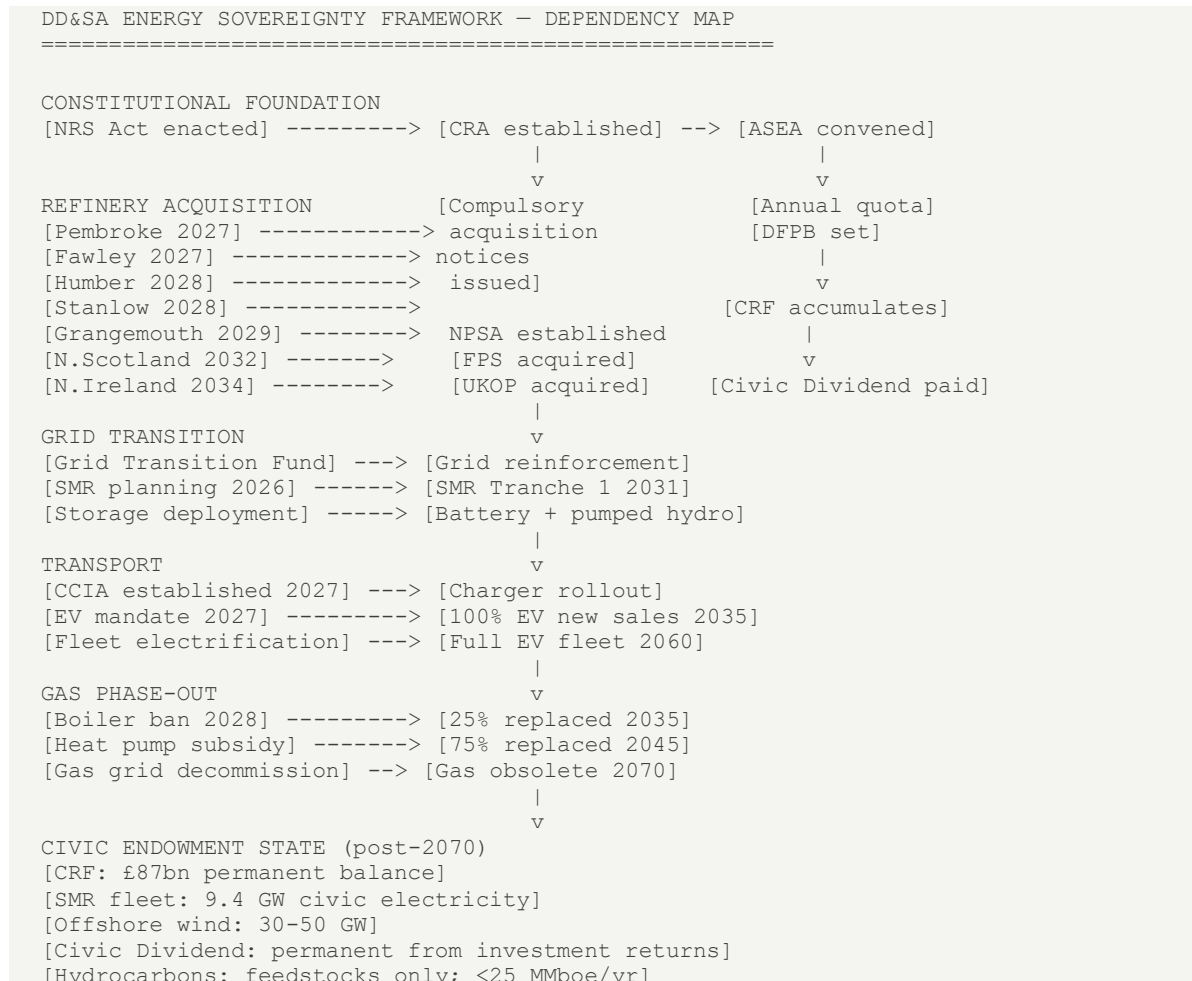 DD&SA ENERGY SOVEREIGNTY FRAMEWORK — DEPENDENCY MAP
======================================================
CONSTITUTIONAL FOUNDATION
[NRS Act enacted] ---------> [CRA established] --> [ASEA convened]
                                    |                    |
                                    v                    v
REFINERY ACQUISITION         [Compulsory            [Annual quota]
[Pembroke 2027] ------------> acquisition           [DFPB set]
[Fawley 2027] -------------> notices                     |
[Humber 2028] ------------->  issued]                    v
[Stanlow 2028] ----------->                       [CRF accumulates]
[Grangemouth 2029] -------->  NPSA established          |
[N.Scotland 2032] ------->    [FPS acquired]            v
[N.Ireland 2034] -------->    [UKOP acquired]    [Civic Dividend paid]
                                    |
GRID TRANSITION                     v
[Grid Transition Fund] ---> [Grid reinforcement]
[SMR planning 2026] ------> [SMR Tranche 1 2031]
[Storage deployment] -----> [Battery + pumped hydro]
                                    |
TRANSPORT                           v
[CCIA established 2027] ---> [Charger rollout]
[EV mandate 2027] ---------> [100% EV new sales 2035]
[Fleet electrification] ---> [Full EV fleet 2060]
                                    |
GAS PHASE-OUT                       v
[Boiler ban 2028] ---------> [25% replaced 2035]
[Heat pump subsidy] -------> [75% replaced 2045]
[Gas grid decommission] --> [Gas obsolete 2070]
                                    |
                                    v
CIVIC ENDOWMENT STATE (post-2070)
[CRF: £87bn permanent balance]
[SMR fleet: 9.4 GW civic electricity]
[Offshore wind: 30-50 GW]
[Civic Dividend: permanent from investment returns]
[Hydrocarbons: feedstocks only; <25 MMboe/yr]